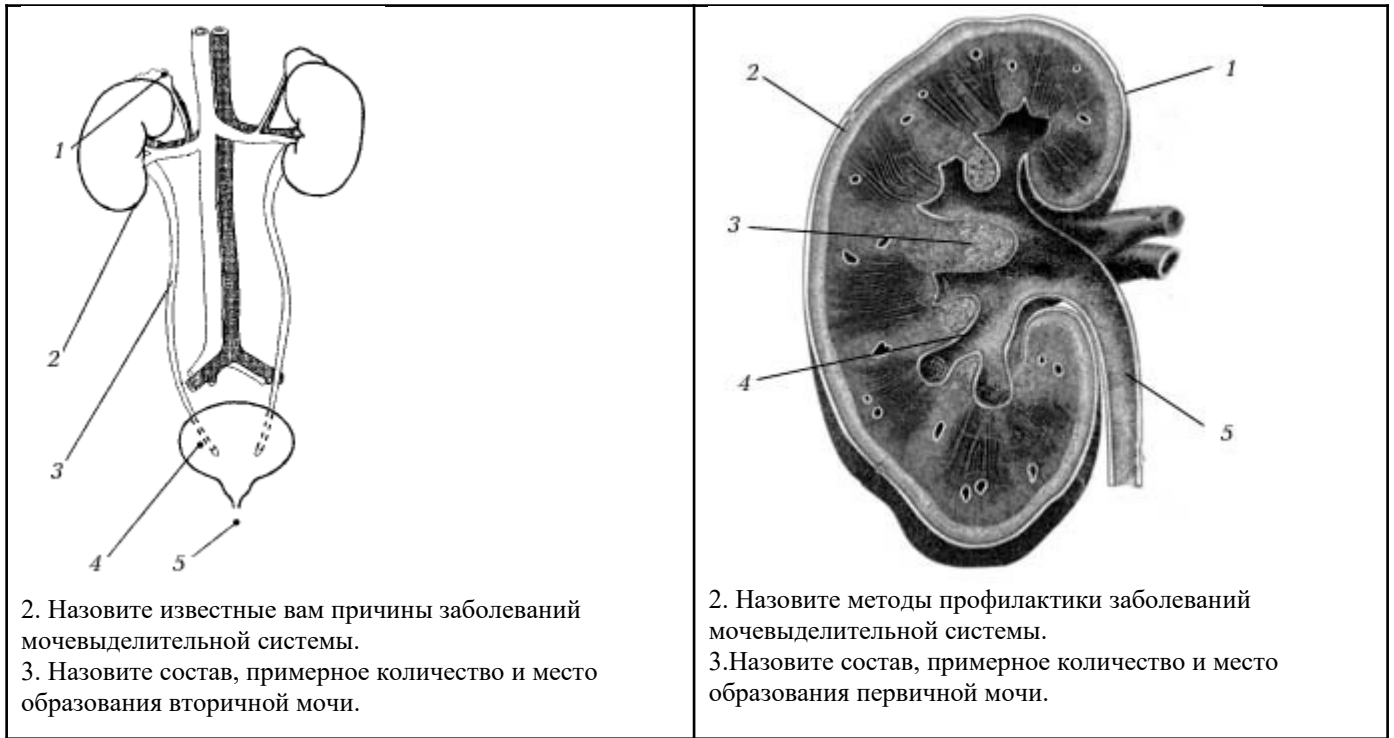 1
2
3
4
5
2. Назовите известные вам причины заболеваний
мочевыделительной системы.
3. Назовите состав, примерное количество и место
образования вторичной мочи.
2
1
3
4
5
2. Назовите методы профилактики заболеваний
мочевыделительной системы.
3.Назовите состав, примерное количество и место
образования первичной мочи.